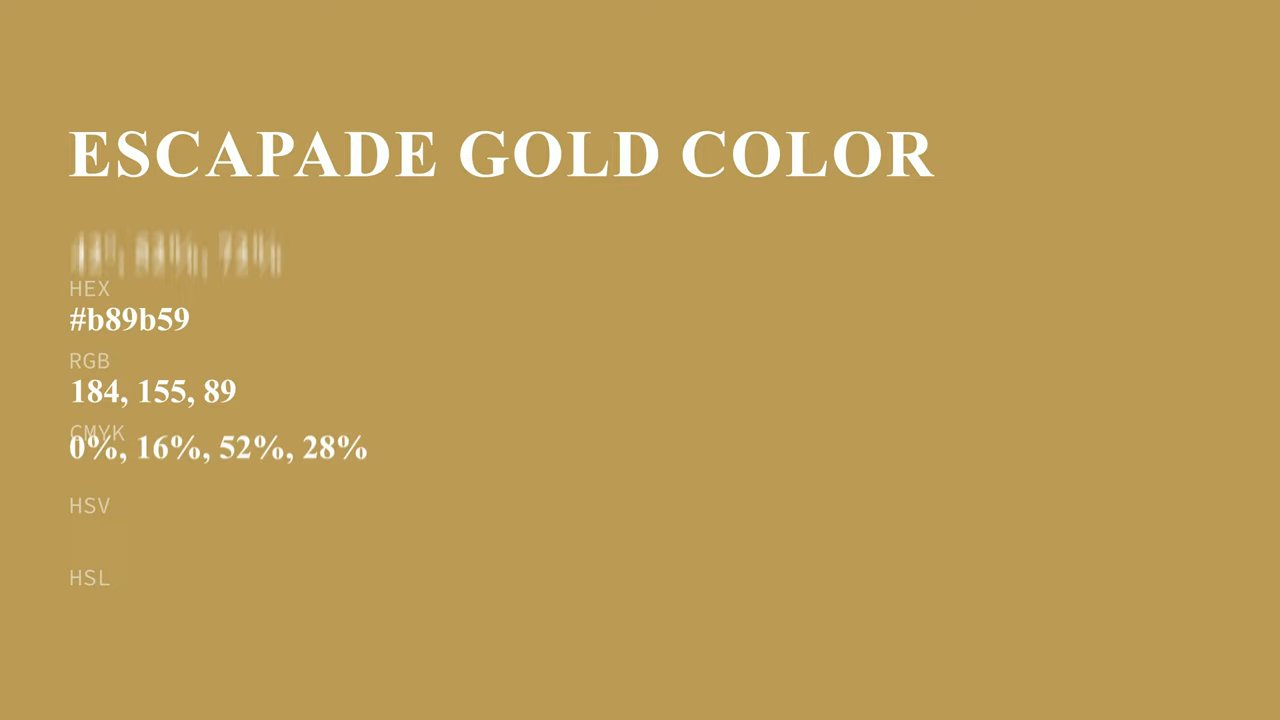 ESCAPADE GOLD COLOR
HEX
#b89b59
RGB
184, 155, 89
CMYK
0%, 16%, 52%, 28%
HSV
HSL